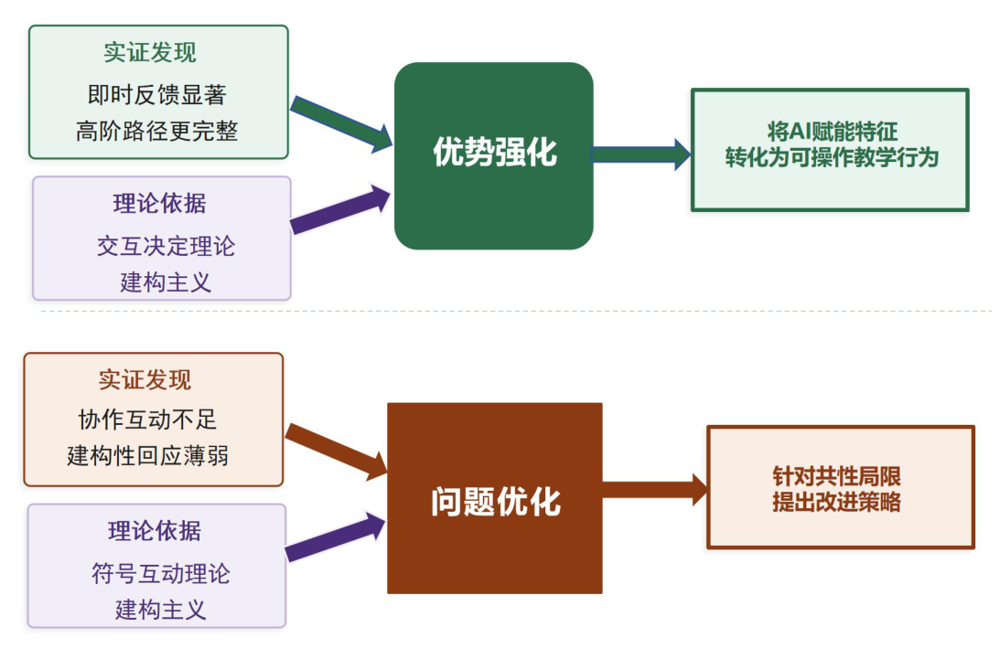 实证发现
即时反馈显著
高阶路径更完整
理论依据
交互决定理论
建构主义
优势强化
将AI赋能特征
转化为可操作教学行为
实证发现
协作互动不足
建构性回应薄弱
理论依据
符号互动理论
建构主义
问题优化
针对共性局限
提出改进策略